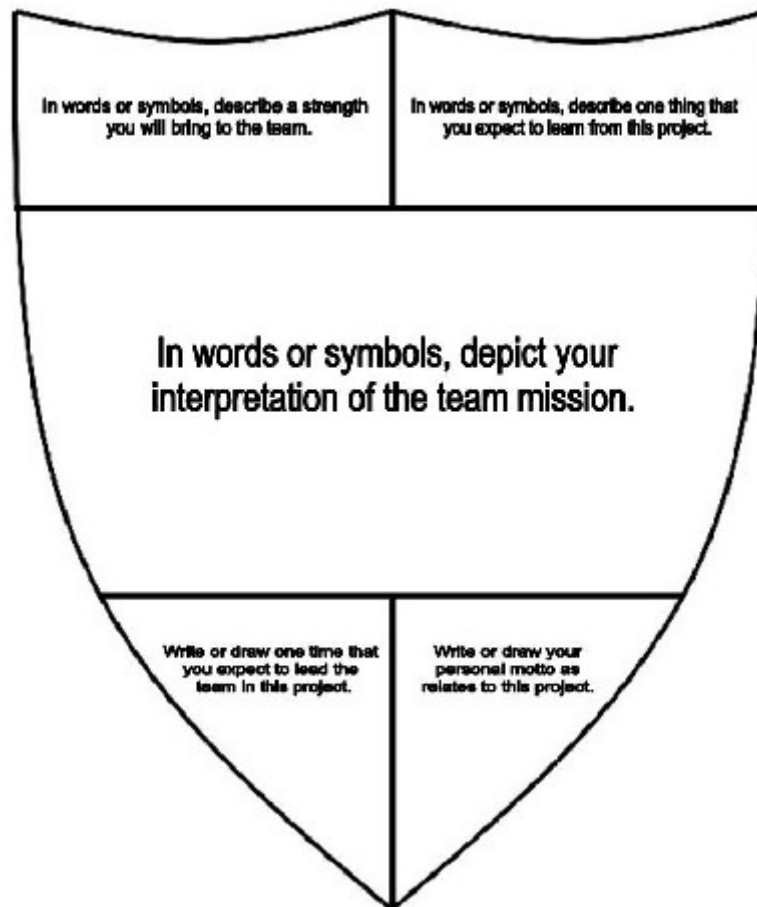 In words or symbols, describe a strength
you will bring to the team.
In words or symbols, describe one thing that
you expect to learn from this project.
In words or symbols, depict your
interpretation of the team mission.
Write or draw one time that
you expect to lead the
team in this project.
Write or draw your
personal motto as
relates to this project.